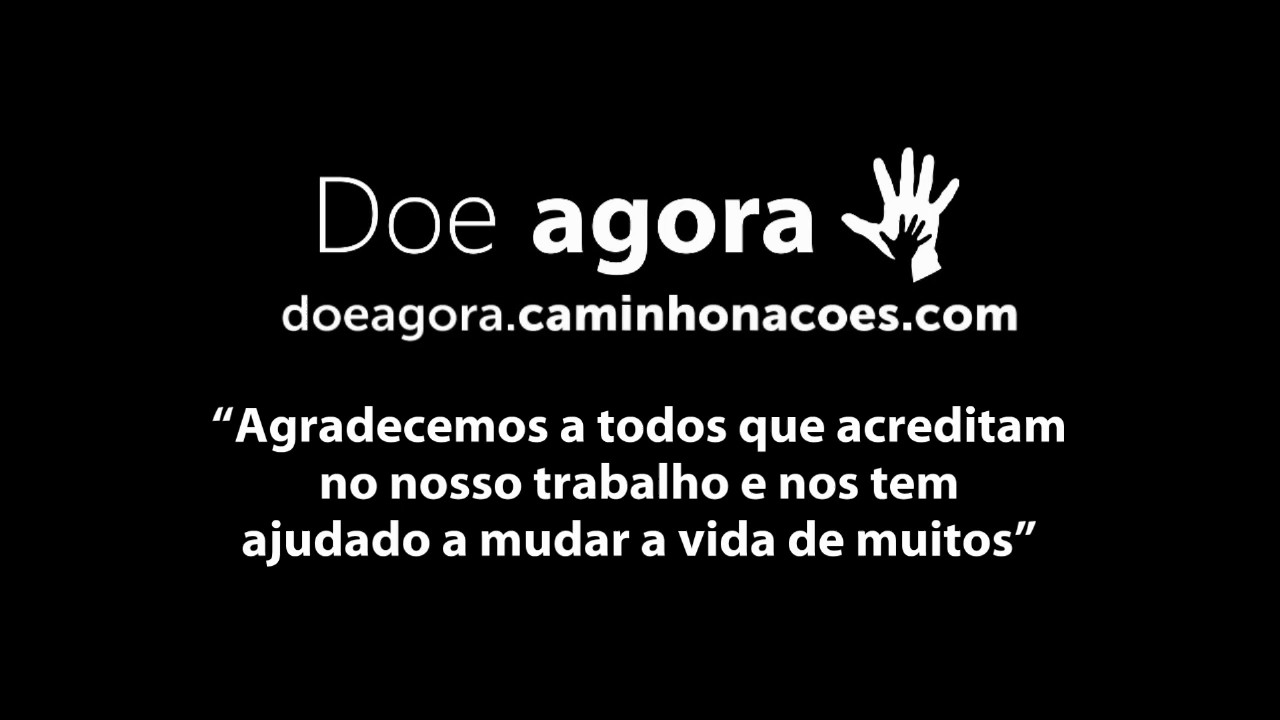 Doe agora
doeagora.caminhonacoes.com
“Agradecemos a todos que acreditam
no nosso trabalho e nos tem
ajudado a mudar a vida de muitos”